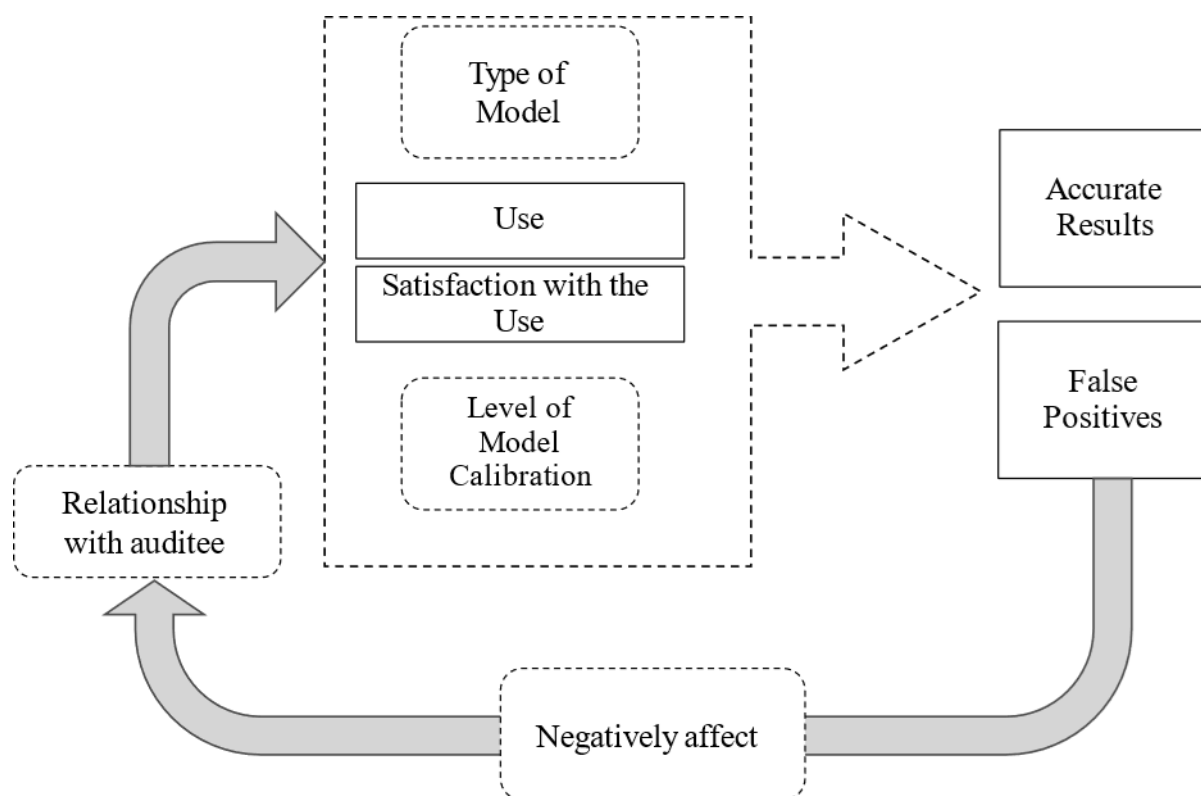 Type of
Model
Use
Satisfaction with the
Use
Level of
Model
Calibration
Accurate
Results
False
Positives
Relationship
with auditee
Negatively affect